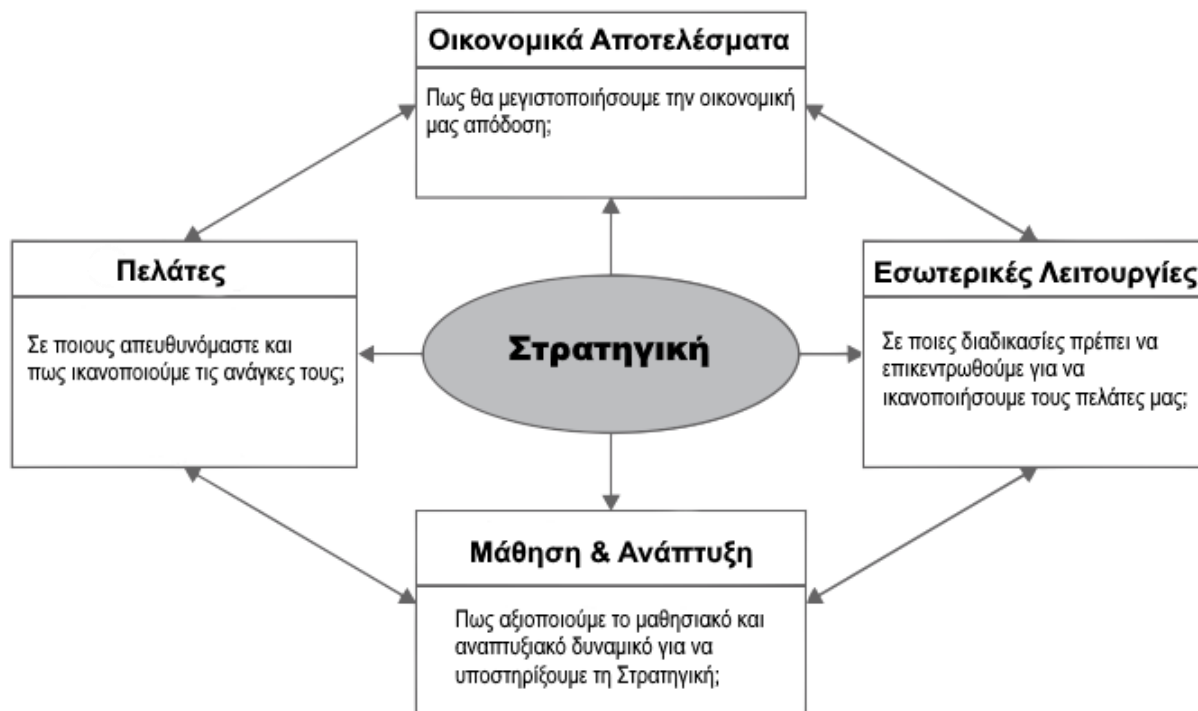 Οικονομικά Αποτελέσματα
Πως θα μεγιστοποιήσουμε την οικονομική
μας απόδοση;
Πελάτες
Σε ποιους απευθυνόμαστε και
πως ικανοποιούμε τις ανάγκες τους;
Στρατηγική
Εσωτερικές Λειτουργίες
Σε ποιες διαδικασίες πρέπει να
επικεντρωθούμε για να
ικανοποιήσουμε τους πελάτες μας;
Μάθηση & Ανάπτυξη
Πως αξιοποιούμε το μαθησιακό και
αναπτυξιακό δυναμικό για να
υποστηρίξουμε τη Στρατηγική;